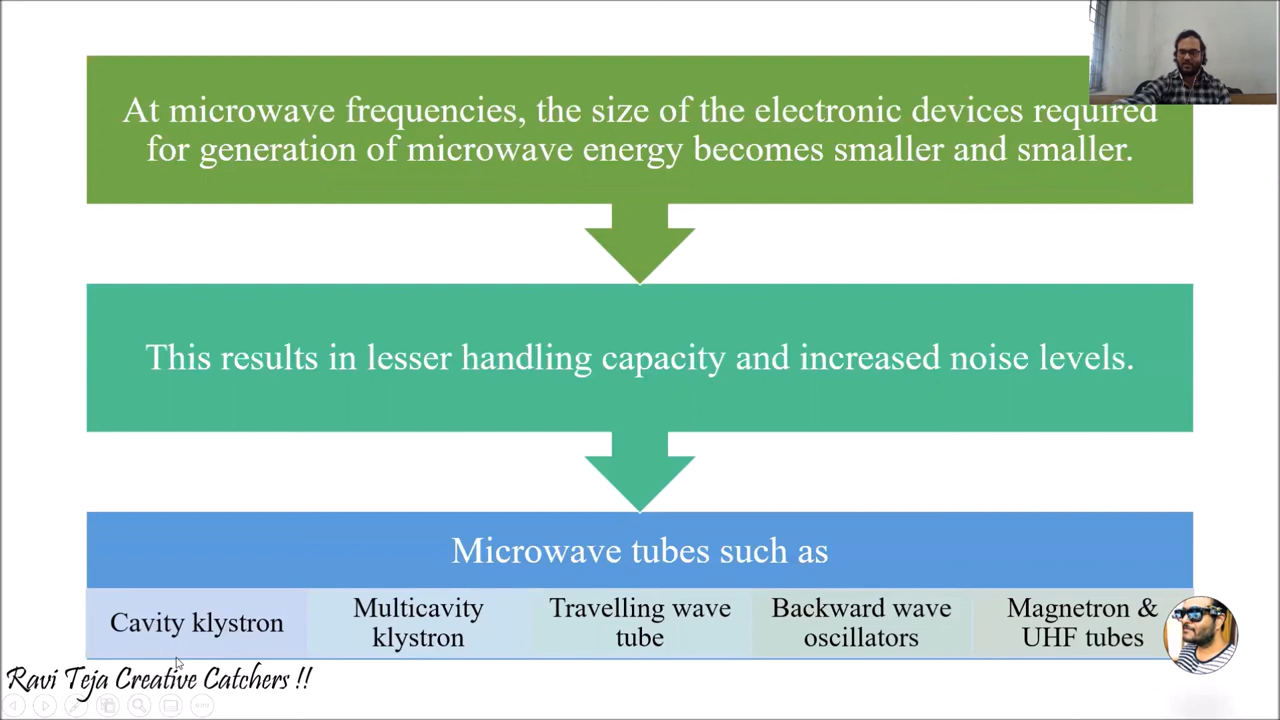 At microwave frequencies, the size of the electronic devices required
for generation of microwave energy becomes smaller and smaller.
This results in lesser handling capacity and increased noise levels.
Microwave tubes such as
Cavity klystron
Multicavity
klystron
Travelling wave
tube
Backward wave
oscillators
Magnetron &
UHF tubes
Ravi Teja Creative Catchers !!